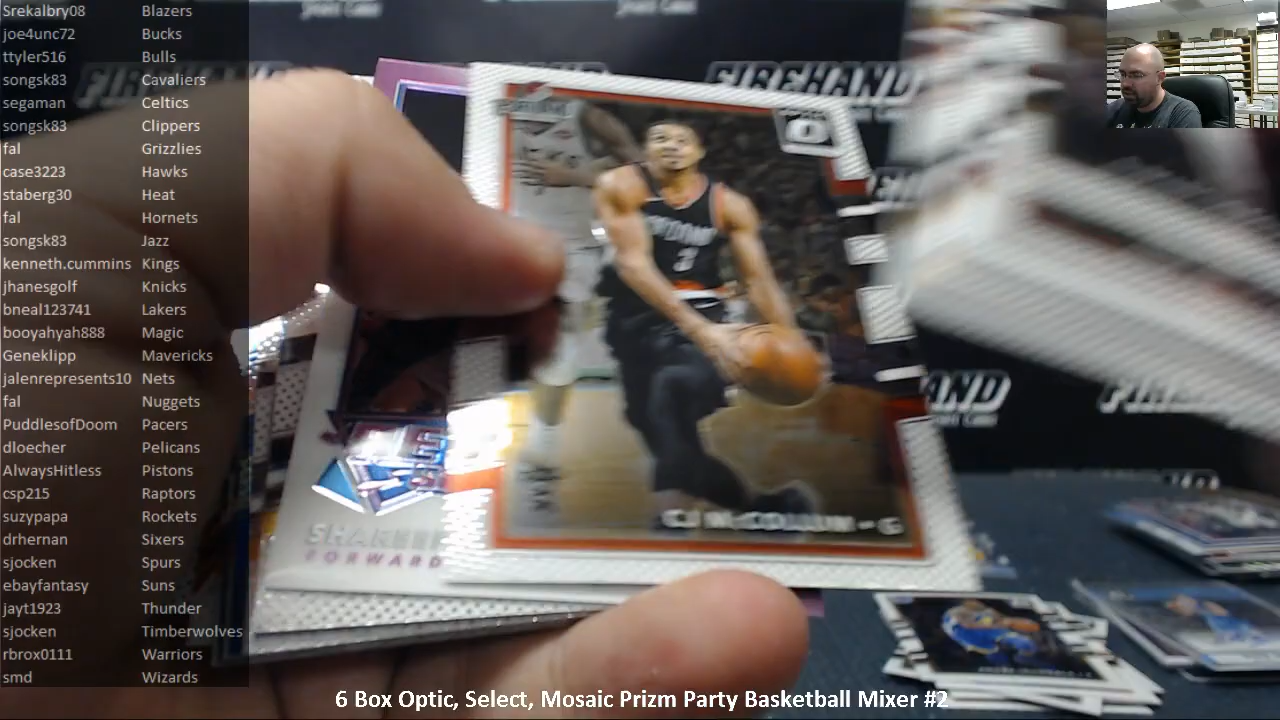 Srekalbry08 Blazers
joe4unc72 Bucks
ttyler516 Bulls
songsk83 Cavaliers
segaman Celtics
songsk83 Clippers
fal Grizzlies
case3223 Hawks
staberg30 Heat
fal Hornets
songsk83 Jazz
kenneth.cummins Kings
jhanesgolf Knicks
bneal123741 Lakers
booyahyah888 Magic
Geneklipp Mavericks
jalenrepresents10 Nets
fal Nuggets
PuddlesofDoom Pacers
dloecher Pelicans
AlwaysHitless Pistons
csp215 Raptors
suzypapa Rockets
drhernan Sixers
sjocken Spurs
ebayfantasy Suns
jayt1923 Thunder
sjocken Timberwolves
rbrox0111 Warriors
smd Wizards
FIREHAND
FIREHAND
3
CJ McCOLLUM - G
FORWARD
6 Box Optic, Select, Mosaic Prizm Party Basketball Mixer #2